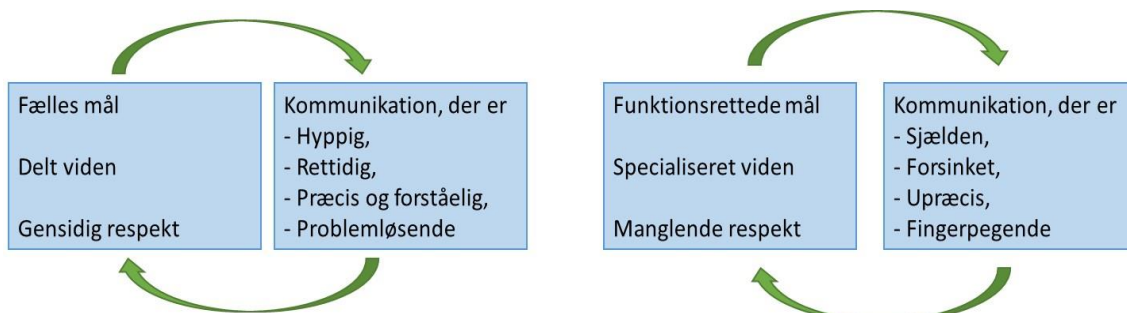 Fælles mål
Delt viden
Gensidig respekt
Kommunikation, der er
- Hyppig,
- Rettidig,
- Præcis og forståelig,
- Problemløsende
Funktionsrettede mål
Specialiseret viden
Manglende respekt
Kommunikation, der er
- Sjælden,
- Forsinket,
- Upræcis,
- Fingerpegende